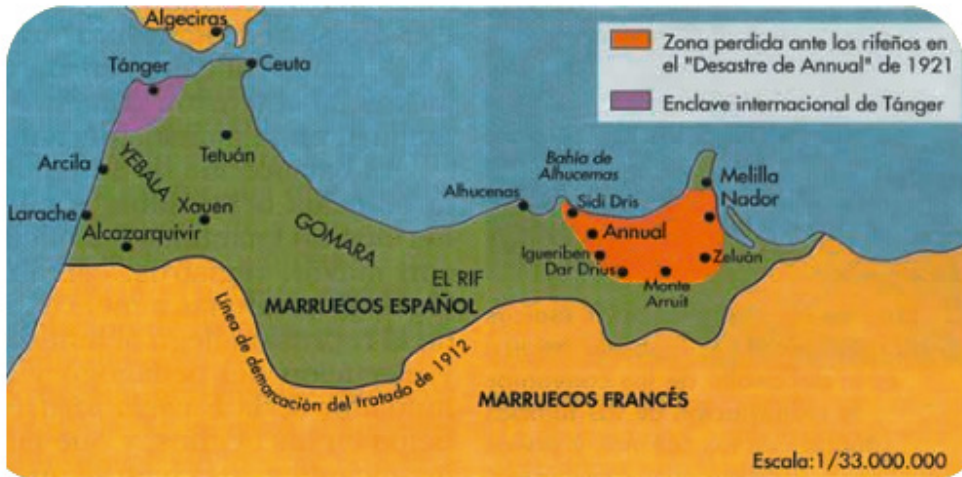 Algeciras
Zona perdida ante los rifeños en
el "Desastre de Annual" de 1921
Enclave internacional de Tánger
Tánger
Ceuta
Arcila
YEBALA
Tetuán
Bahía de
Alhucemas
Alhucenas
Sidi Dris
Melilla
Nador
Larache
Xauen
Alcazarquivir
GOMARA
Annual
Igueriben
Dar Drius
Zeluán
Monte
Arruit
EL RIF
MARRUECOS ESPAÑOL
Línea de demarcación del tratado de 1912
MARRUECOS FRANCÉS
Escala:1/33.000.000